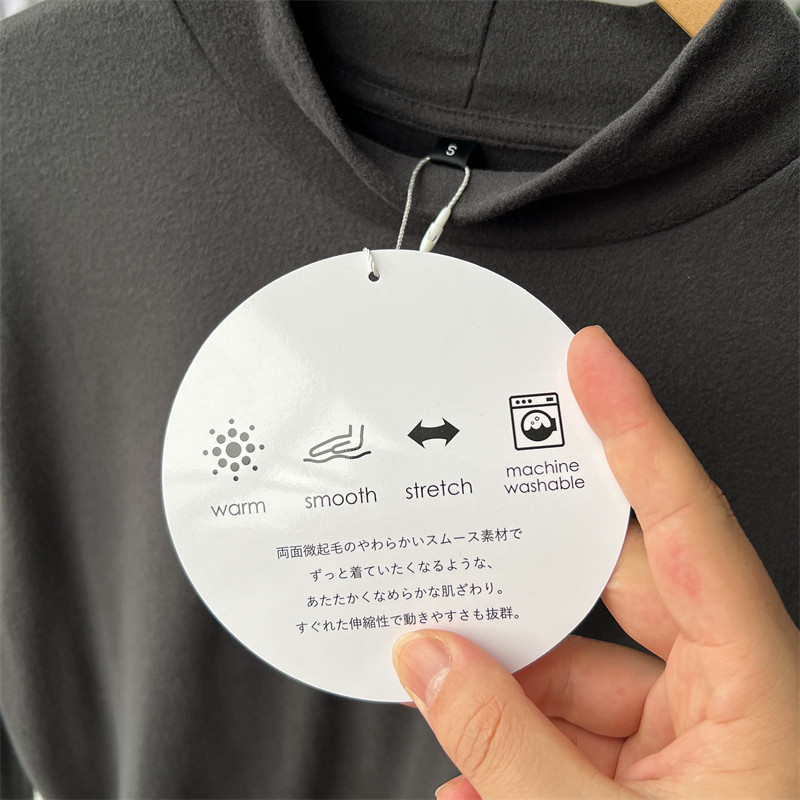 S
warm
smooth
stretch
machine
washable
両面微起毛のやわらかいスムース素材で
ずっと着ていたくなるような、
あたたかくなめらかな肌ざわり。
すぐれた伸縮性で動きやすさも抜群。